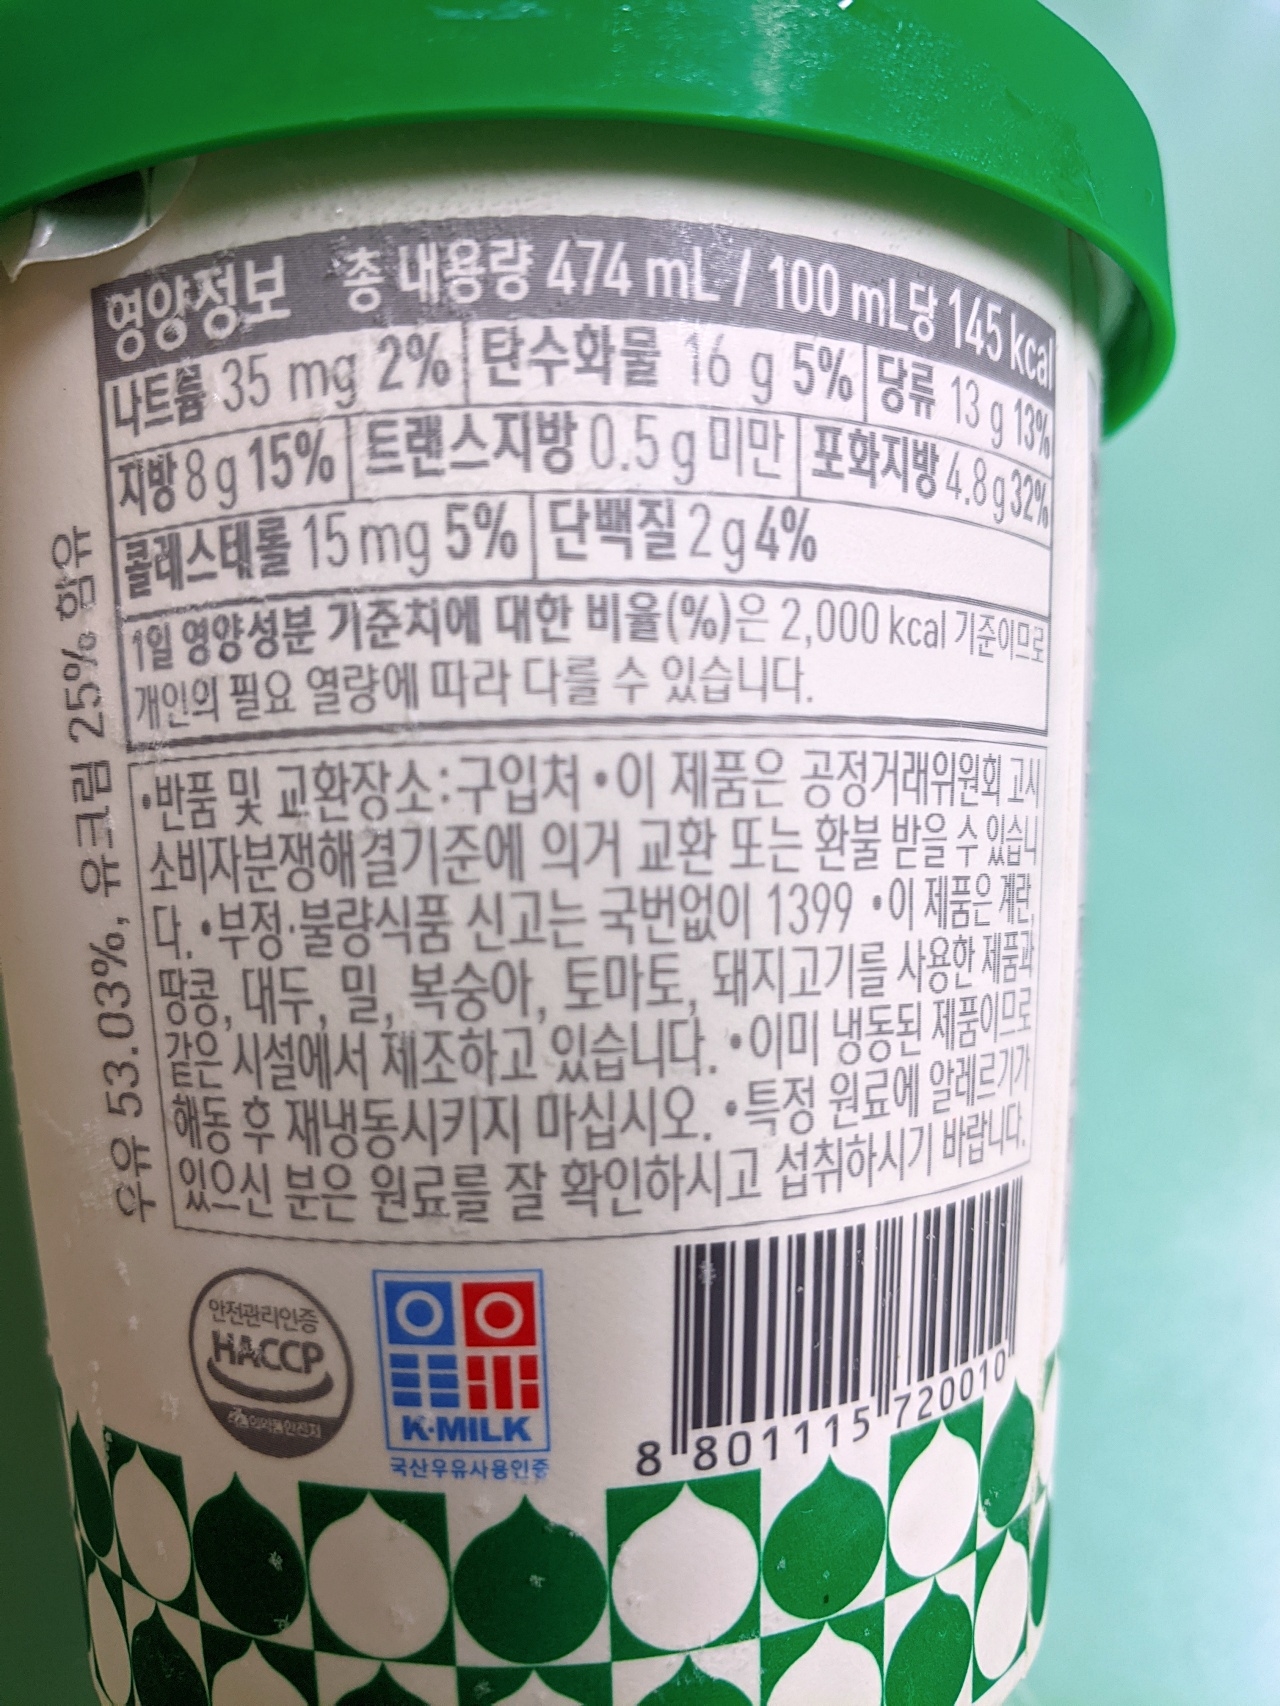 영양정보 총 내용량 474 mL / 100 mL당 145 kcal
나트륨 35 mg 2% 탄수화물 16 g 5% 당류 13 g 13%
지방 8 g 15% 트랜스지방 0.5 g 미만 포화지방 4.8 g 32%
콜레스테롤 15 mg 5% 단백질 2 g 4%
1일 영양성분 기준치에 대한 비율(%)은 2,000 kcal 기준이므로
개인의 필요 열량에 따라 다를 수 있습니다.
•반품 및 교환장소:구입처 •이 제품은 공정거래위원회 고시
소비자분쟁해결기준에 의거 교환 또는 환불 받을 수 있습니
다. •부정·불량식품 신고는 국번없이 1399 •이 제품은 계란,
땅콩, 대두, 밀, 복숭아, 토마토, 돼지고기를 사용한 제품과
같은 시설에서 제조하고 있습니다. •이미 냉동된 제품이므로
해동 후 재냉동시키지 마십시오. •특정 원료에 알레르기가
있으신 분은 원료를 잘 확인하시고 섭취하시기 바랍니다.
우유 53.03%, 유크림 25% 함유
안전관리인증
HACCP
K·MILK
국산우유사용인증
8 801115 720010